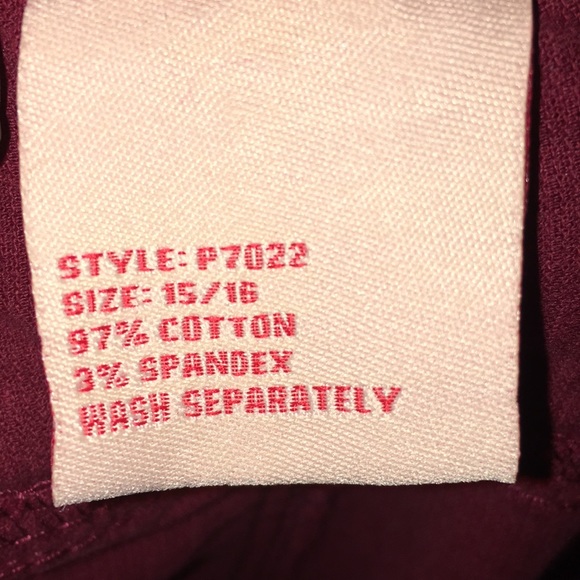 STYLE: P7022
SIZE: 15/16
97% COTTON
3% SPANDEX
WASH SEPARATELY